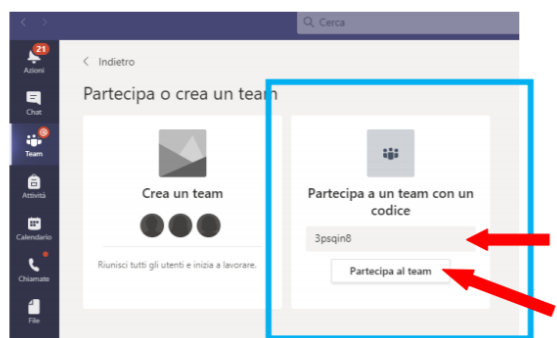 Cerca
21
Azioni
Chat
Team
Attività
Calendario
Chiamate
File
Indietro
Partecipa o crea un team
Crea un team
Riunisci tutti gli utenti e inizia a lavorare.
Partecipa a un team con un
codice
3psqin8
Partecipa al team